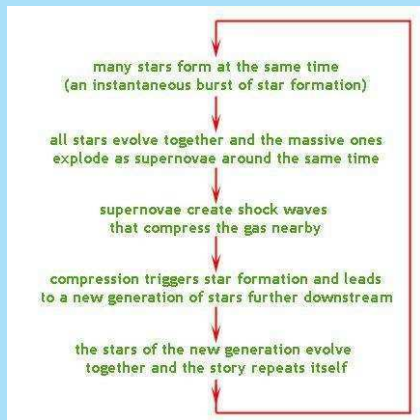 many stars form at the same time
(an instantaneous burst of star formation)
all stars evolve together and the massive ones
explode as supernovae around the same time
supernovae create shock waves
that compress the gas nearby
compression triggers star formation and leads
to a new generation of stars further downstream
the stars of the new generation evolve
together and the story repeats itself